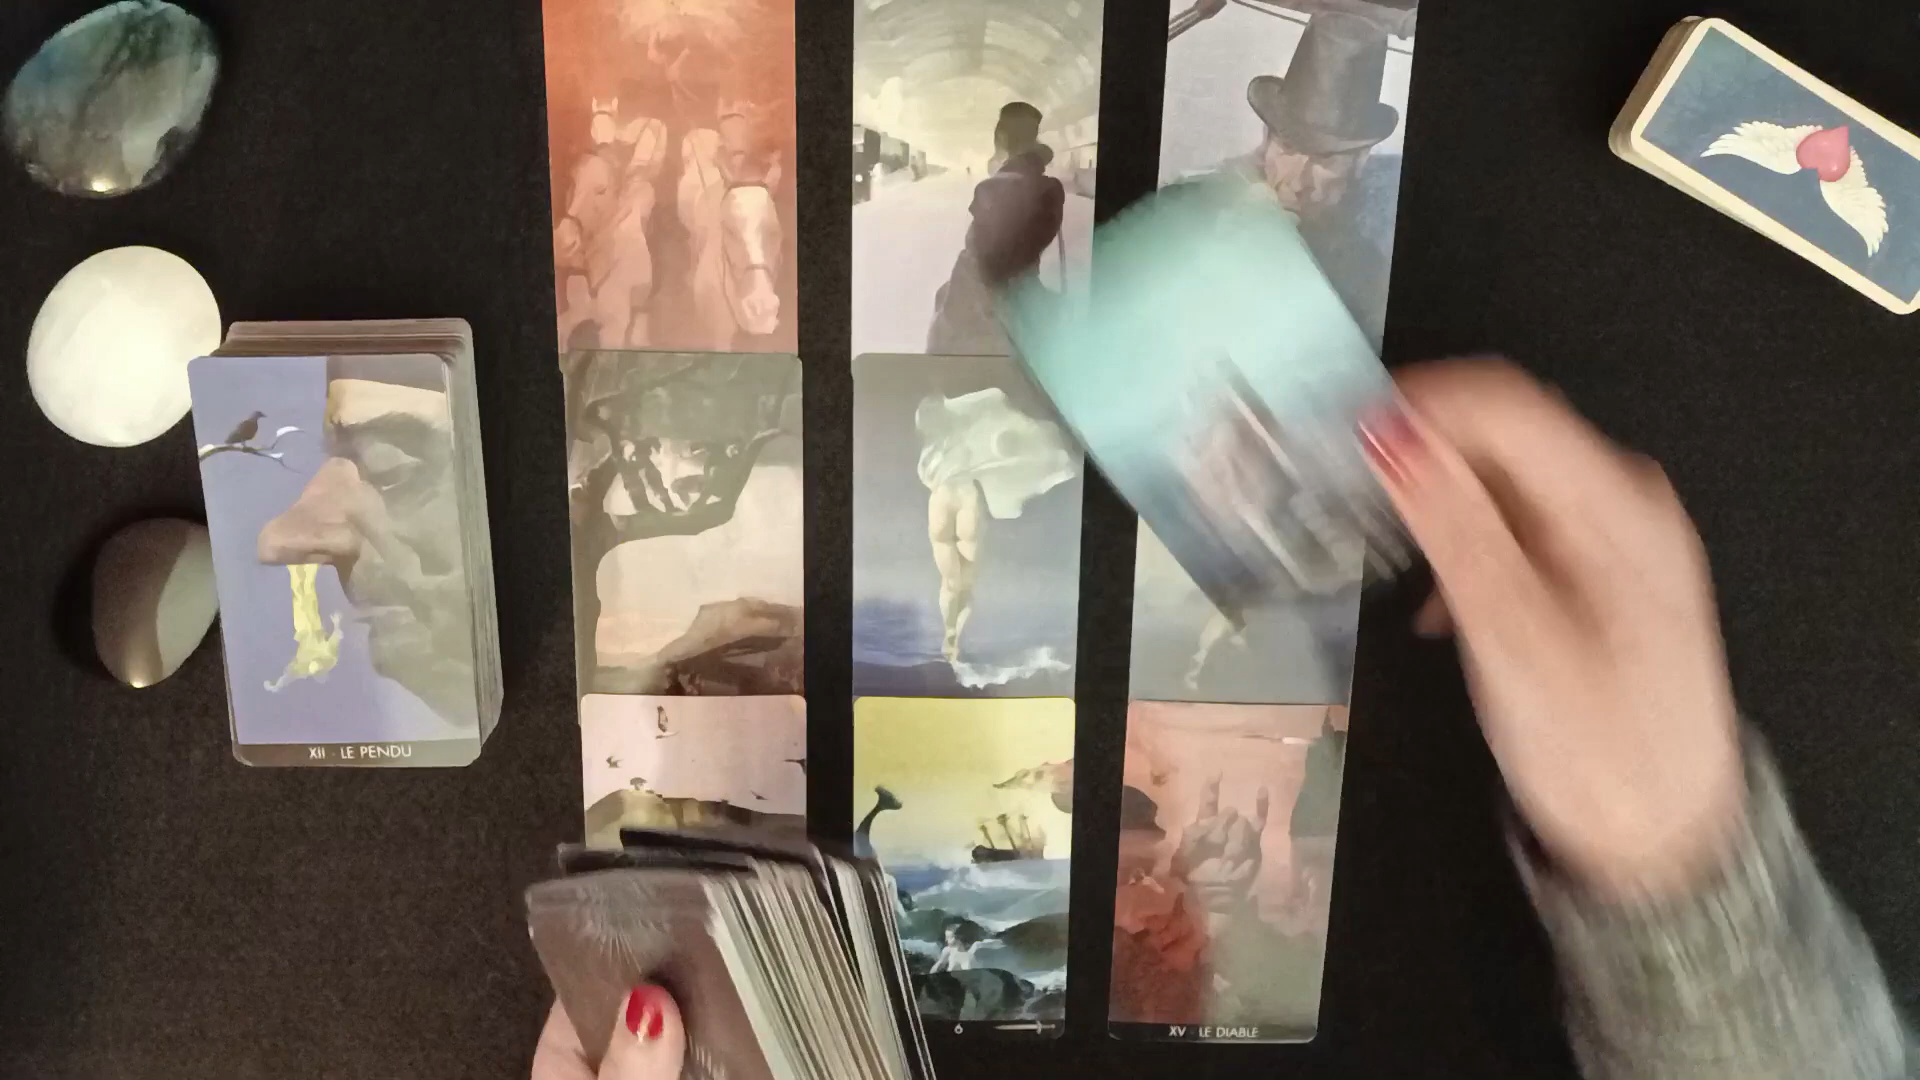 XII · LE PENDU
6
XV · LE DIABLE